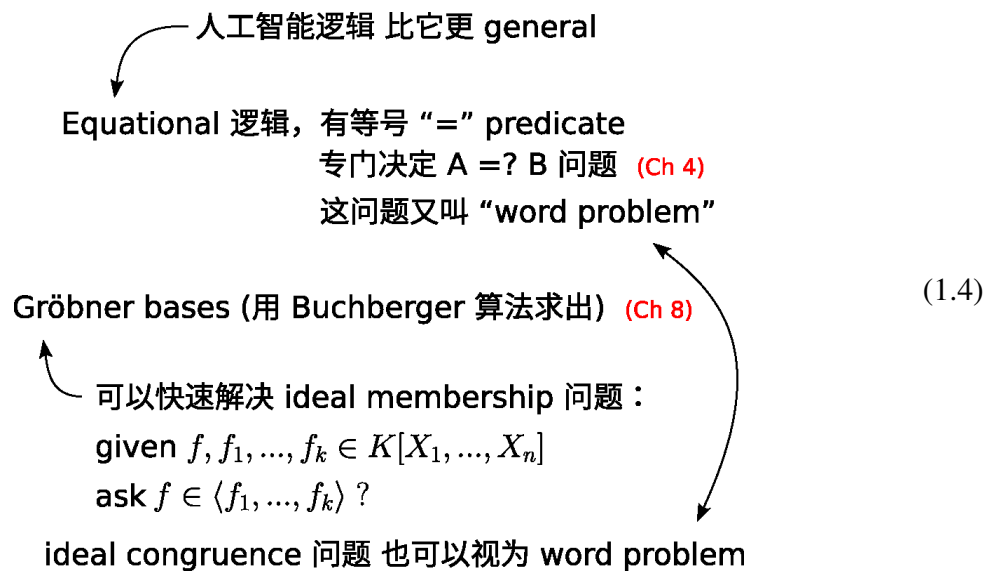 人工智能逻辑 比它更 general
Equational 逻辑，有等号 “=” predicate
专门决定 A =? B 问题 (Ch 4)
这问题又叫 “word problem”
(1.4)
Gröbner bases (用 Buchberger 算法求出) (Ch 8)
可以快速解决 ideal membership 问题：
given f, f₁, ..., fₖ ∈ K[X₁, ..., Xₙ]
ask f ∈ ⟨f₁, ..., fₖ⟩ ?
ideal congruence 问题 也可以视为 word problem